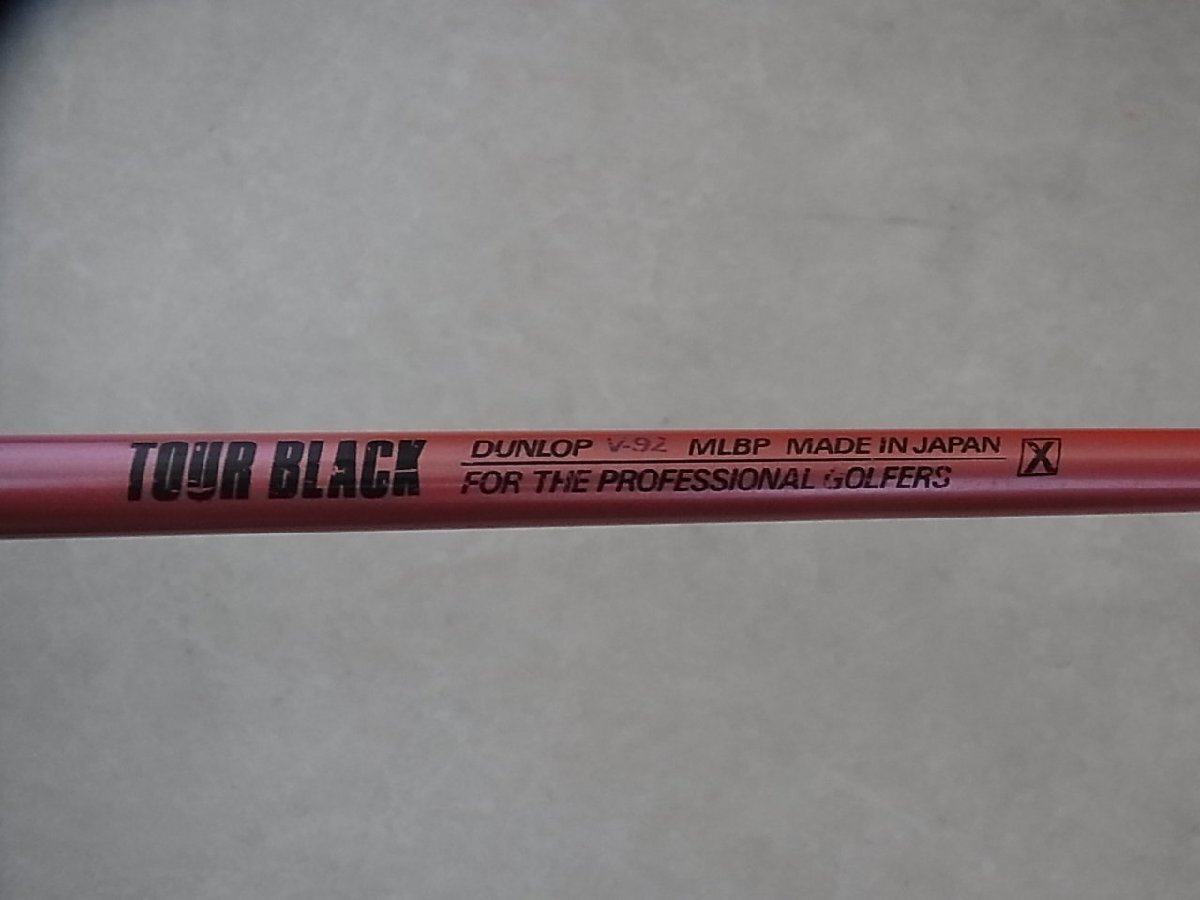 TOUR BLACK
DUNLOP V-92 MLBP MADE IN JAPAN
FOR THE PROFESSIONAL GOLFERS
X